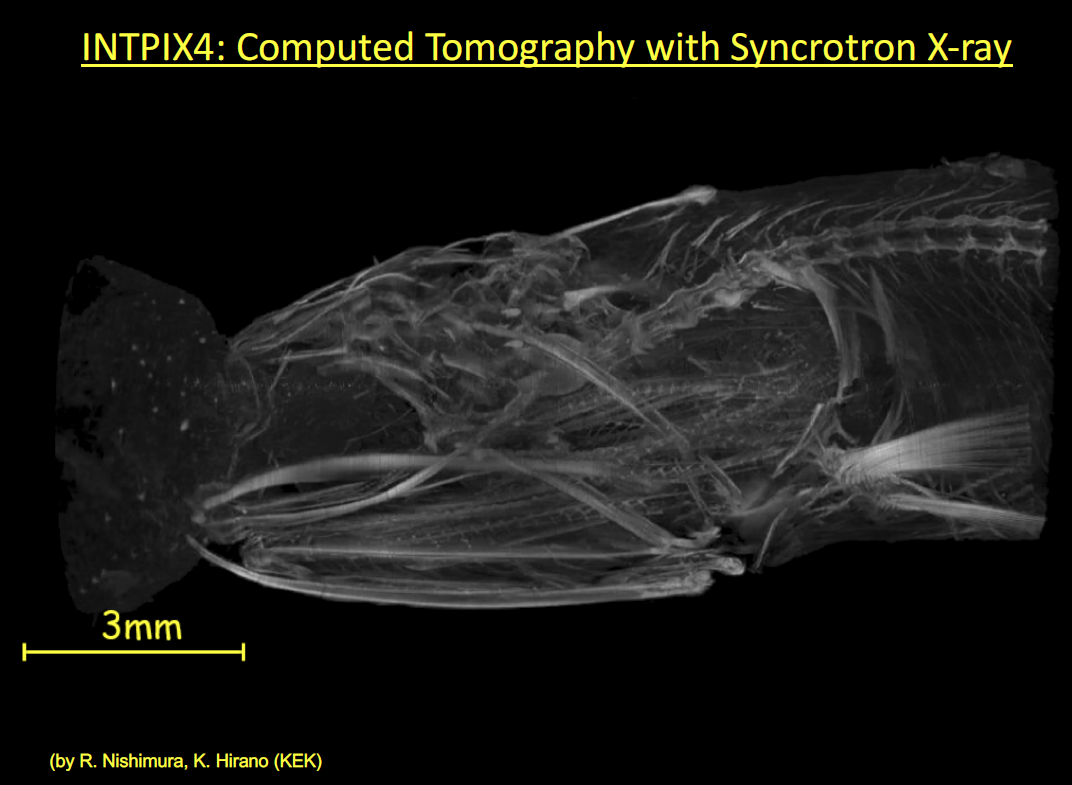 INTPIX4: Computed Tomography with Syncrotron X-ray
3mm
(by R. Nishimura, K. Hirano (KEK)